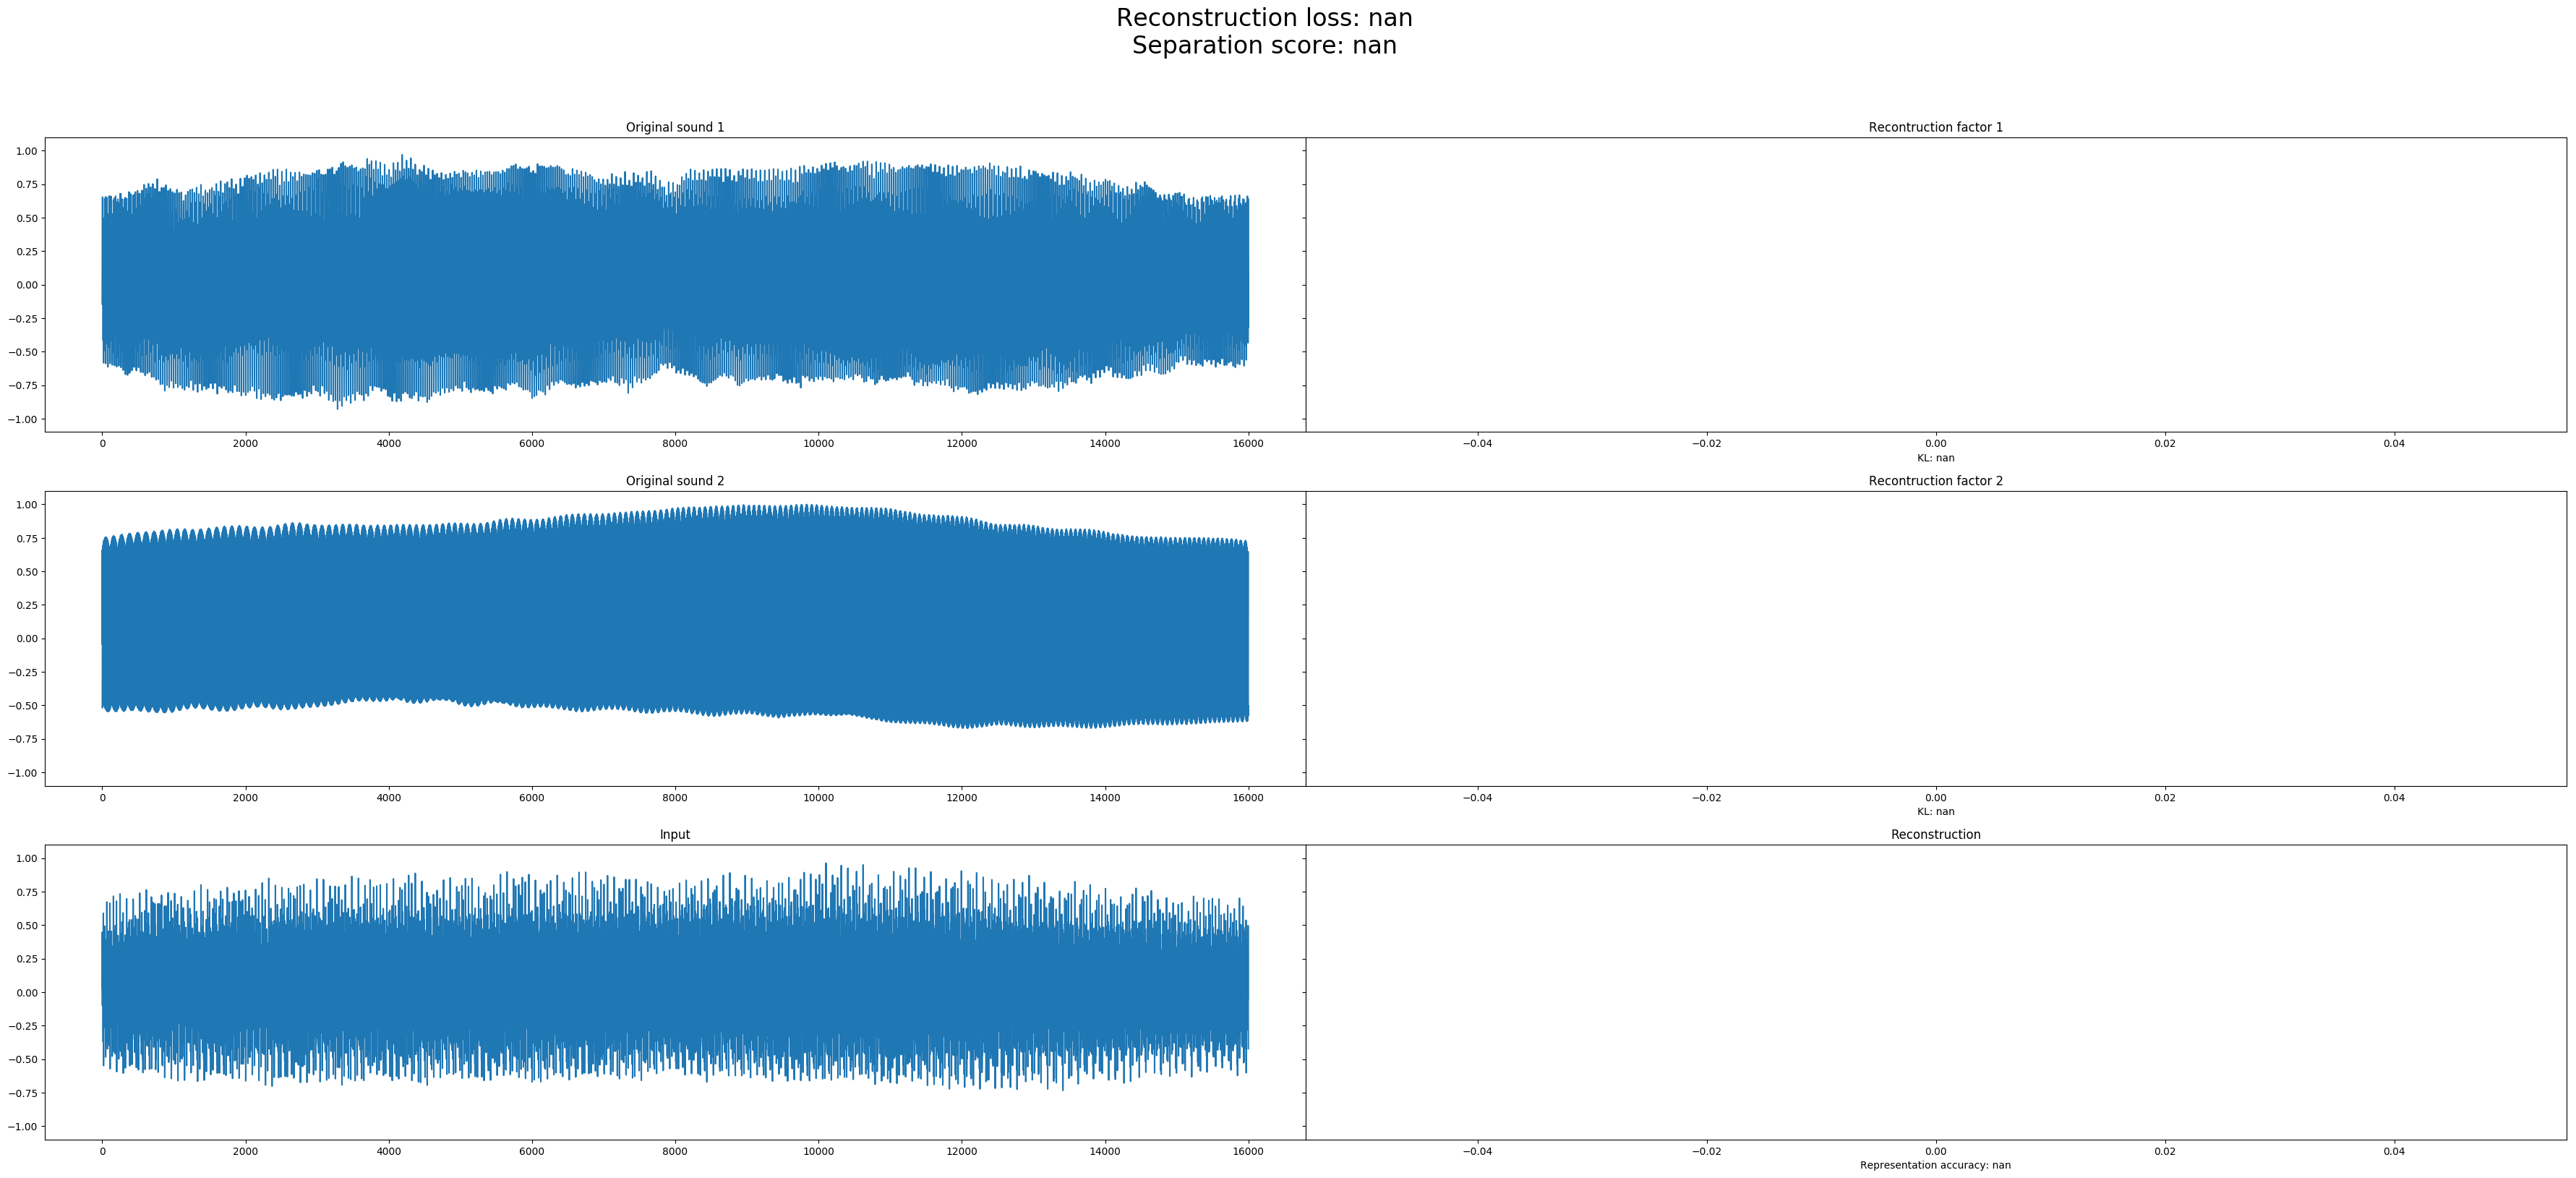 Reconstruction loss: nan
Separation score: nan
Original sound 1
Recontruction factor 1
1.00
0.75
0.50
0.25
0.00
−0.25
−0.50
−0.75
−1.00
0 2000 4000 6000 8000 10000 12000 14000 16000
−0.04 −0.02 0.00 0.02 0.04
KL: nan
Original sound 2
Recontruction factor 2
1.00
0.75
0.50
0.25
0.00
−0.25
−0.50
−0.75
−1.00
0 2000 4000 6000 8000 10000 12000 14000 16000
−0.04 −0.02 0.00 0.02 0.04
KL: nan
Input
Reconstruction
1.00
0.75
0.50
0.25
0.00
−0.25
−0.50
−0.75
−1.00
0 2000 4000 6000 8000 10000 12000 14000 16000
−0.04 −0.02 0.00 0.02 0.04
Representation accuracy: nan